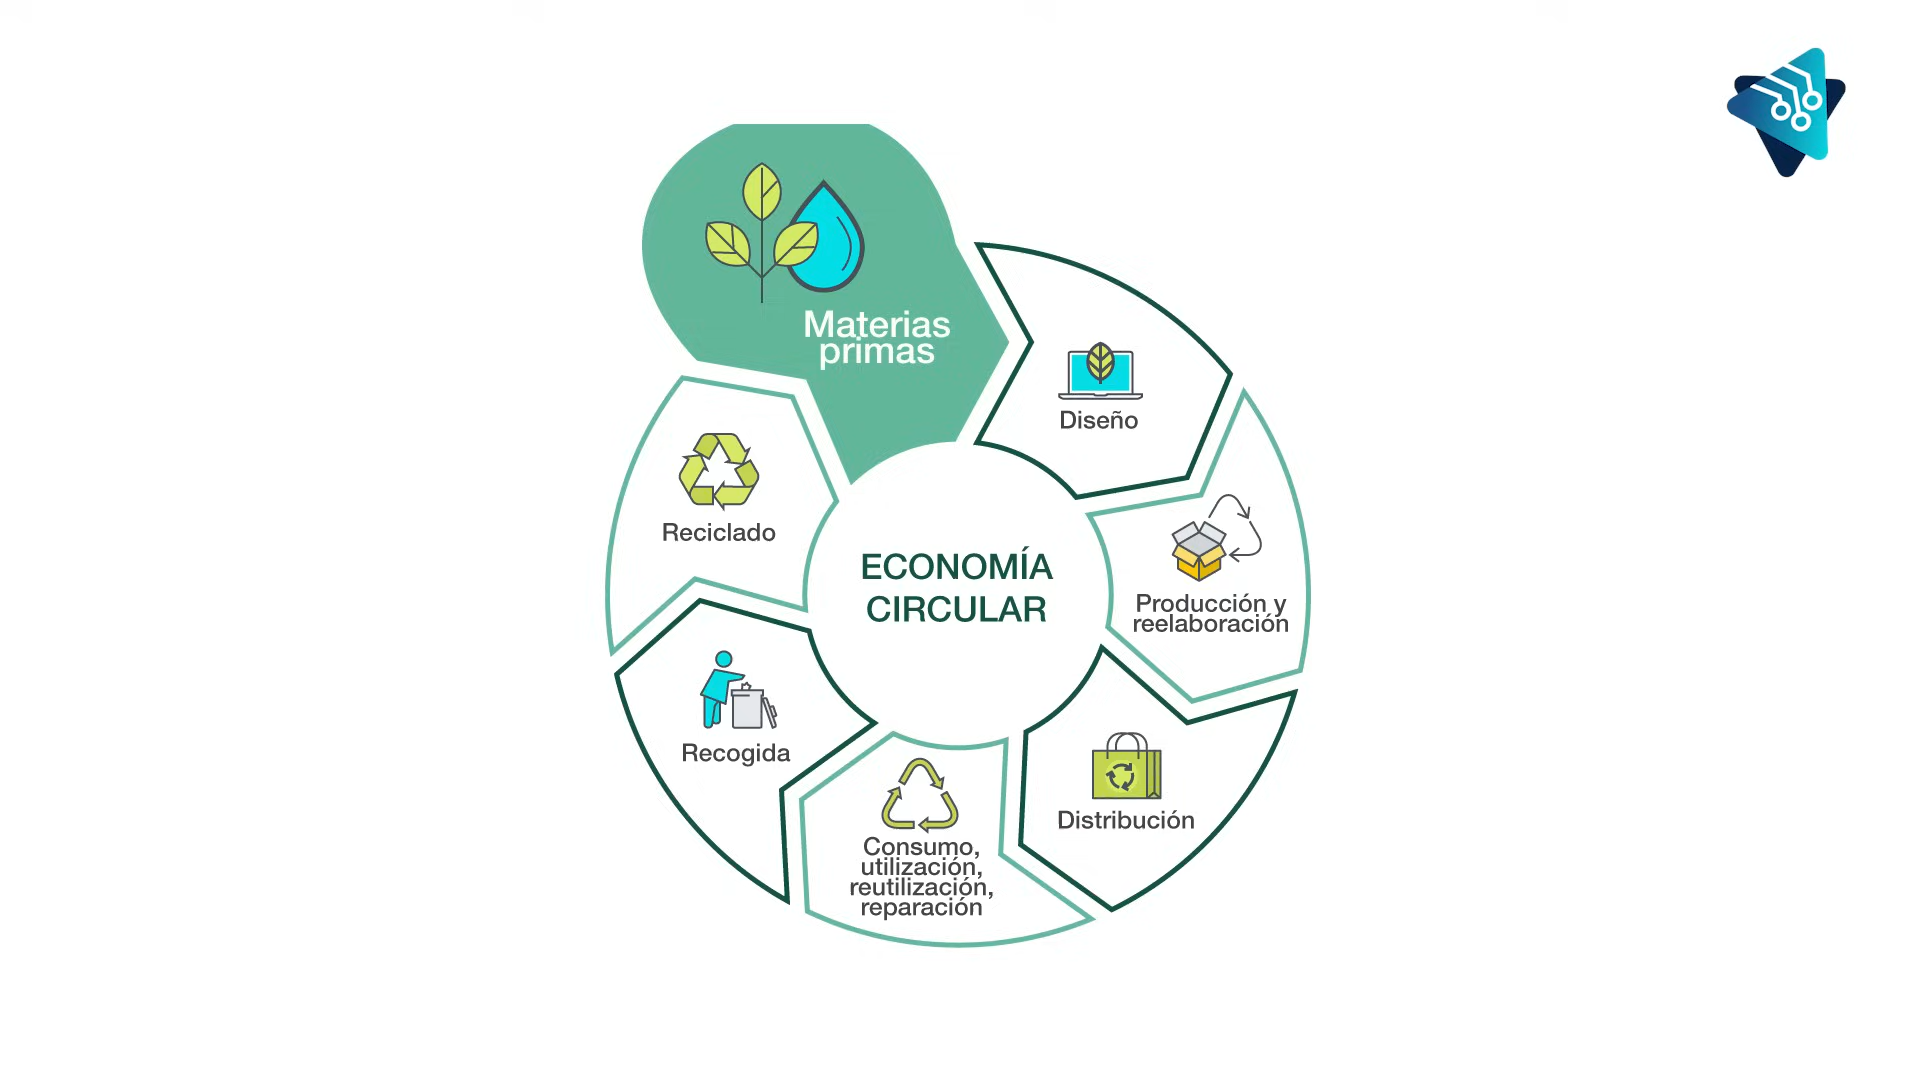 Materias
primas
Diseño
Producción y
reelaboración
Distribución
Consumo,
utilización,
reutilización,
reparación
Recogida
Reciclado
ECONOMÍA
CIRCULAR